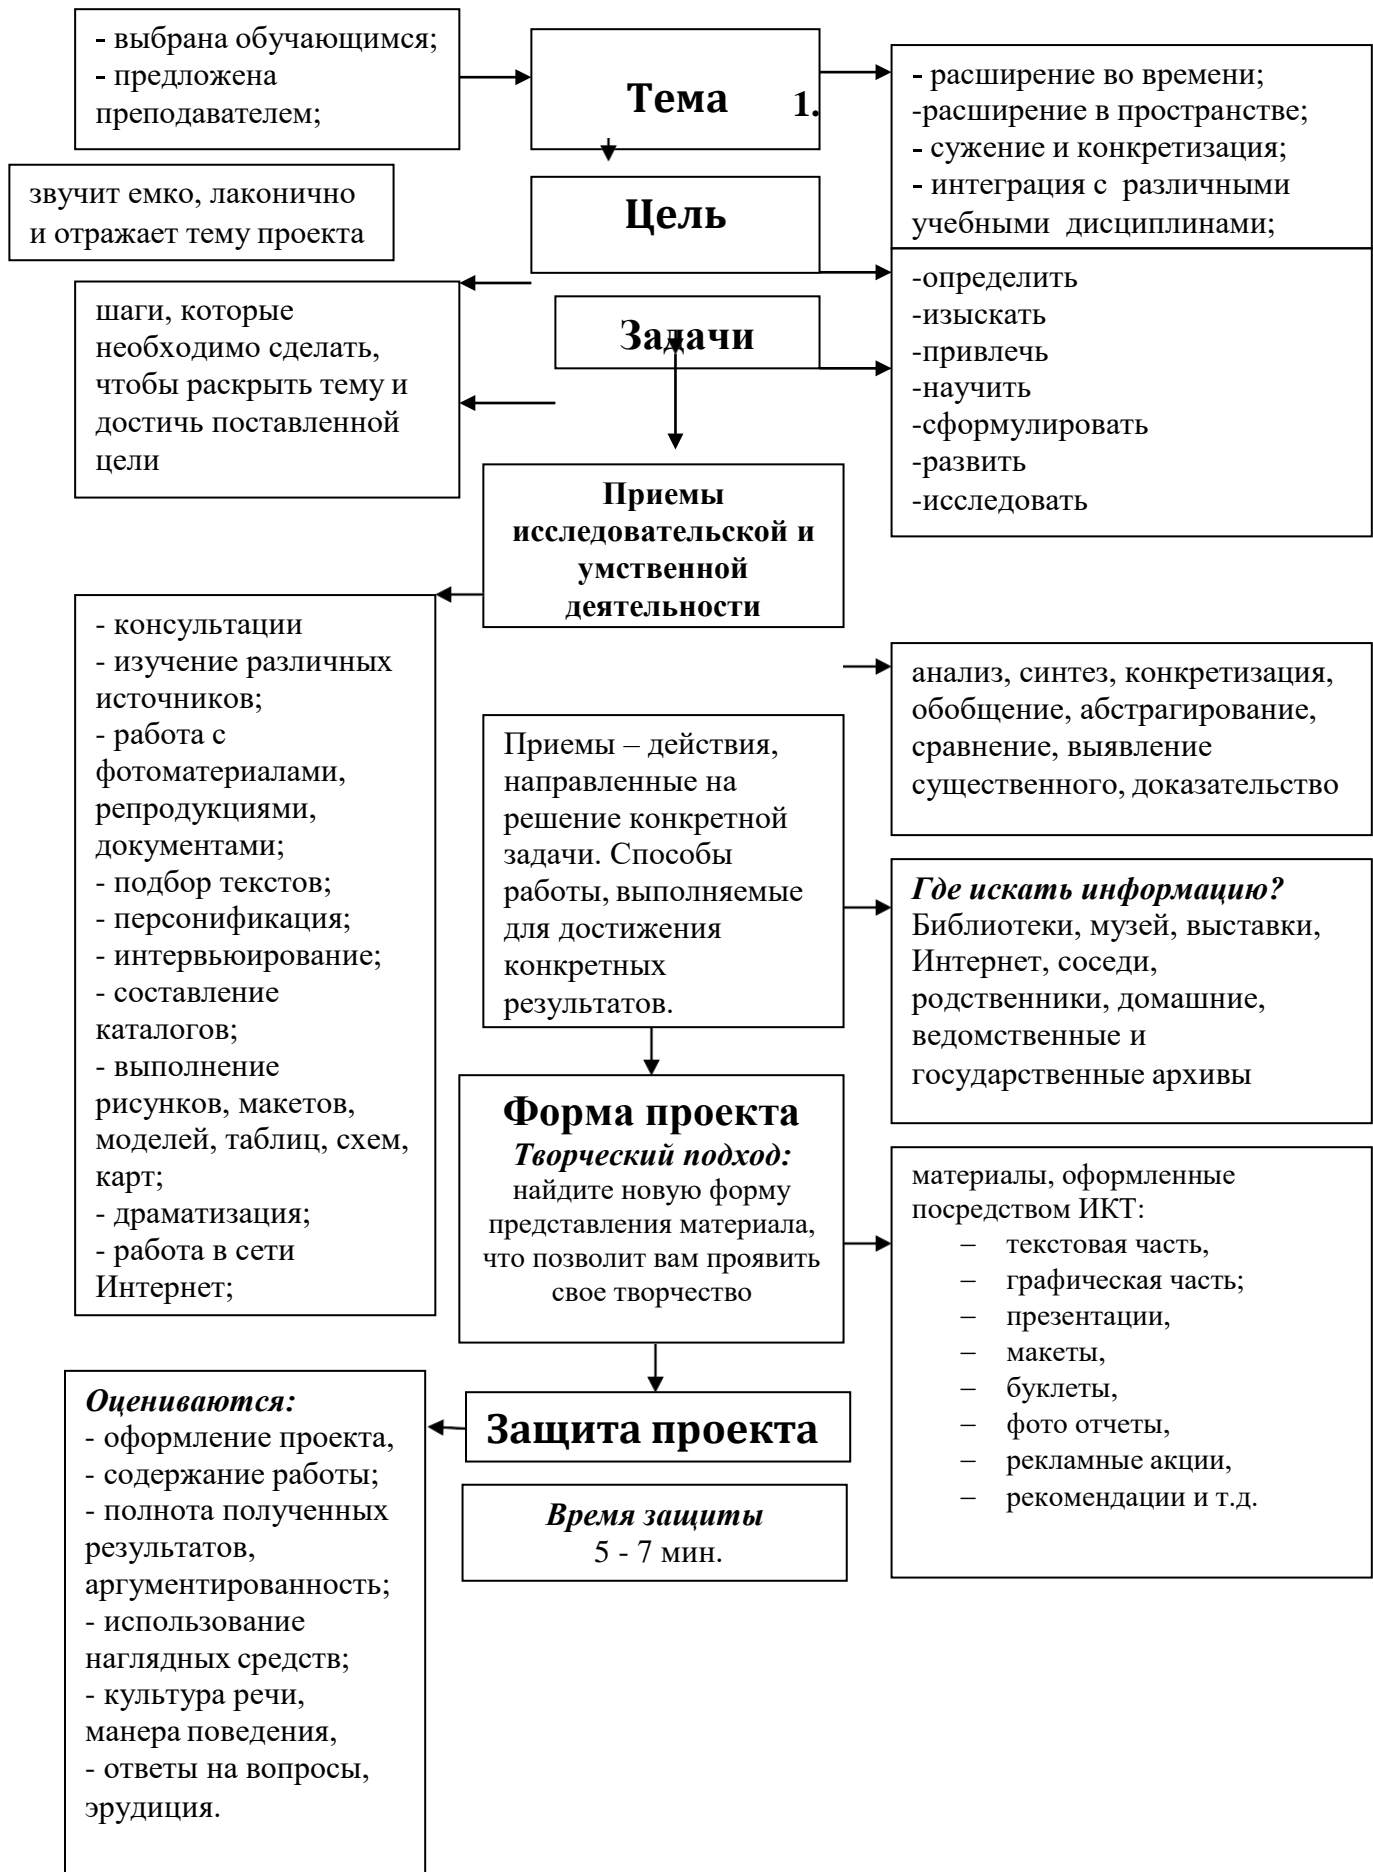 - выбрана обучающимся;
- предложена
преподавателем;
Тема 1.
- расширение во времени;
-расширение в пространстве;
- сужение и конкретизация;
- интеграция с различными
учебными дисциплинами;
звучит емко, лаконично
и отражает тему проекта
Цель
-определить
-изыскать
-привлечь
-научить
-сформулировать
-развить
-исследовать
шаги, которые
необходимо сделать,
чтобы раскрыть тему и
достичь поставленной
цели
Задачи
Приемы
исследовательской и
умственной
деятельности
- консультации
- изучение различных
источников;
- работа с
фотоматериалами,
репродукциями,
документами;
- подбор текстов;
- персонификация;
- интервьюирование;
- составление
каталогов;
- выполнение
рисунков, макетов,
моделей, таблиц, схем,
карт;
- драматизация;
- работа в сети
Интернет;
анализ, синтез, конкретизация,
обобщение, абстрагирование,
сравнение, выявление
существенного, доказательство
Приемы – действия,
направленные на
решение конкретной
задачи. Способы
работы, выполняемые
для достижения
конкретных
результатов.
Где искать информацию?
Библиотеки, музей, выставки,
Интернет, соседи,
родственники, домашние,
ведомственные и
государственные архивы
Форма проекта
Творческий подход:
найдите новую форму
представления материала,
что позволит вам проявить
свое творчество
материалы, оформленные
посредством ИКТ:
– текстовая часть,
– графическая часть;
– презентации,
– макеты,
– буклеты,
– фото отчеты,
– рекламные акции,
– рекомендации и т.д.
Защита проекта
Время защиты
5 - 7 мин.
Оцениваются:
- оформление проекта,
- содержание работы;
- полнота полученных
результатов,
аргументированность;
- использование
наглядных средств;
- культура речи,
манера поведения,
- ответы на вопросы,
эрудиция.